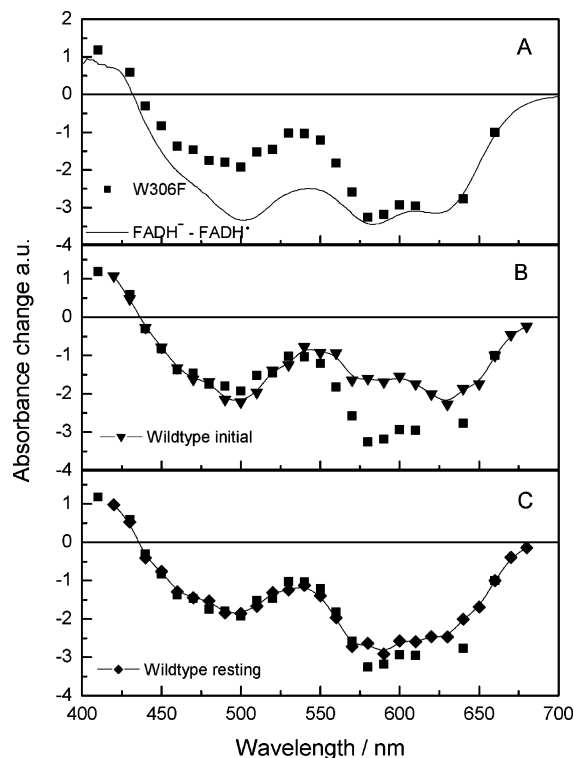 2
A
1
0
-1
-2
W306F
-3
FADH⁻ - FADH•
-4
B
1
0
-1
-2
-3
Wildtype initial
-4
C
1
0
-1
-2
-3
Wildtype resting
-4
400 450 500 550 600 650 700
Wavelength / nm
Absorbance change a.u.